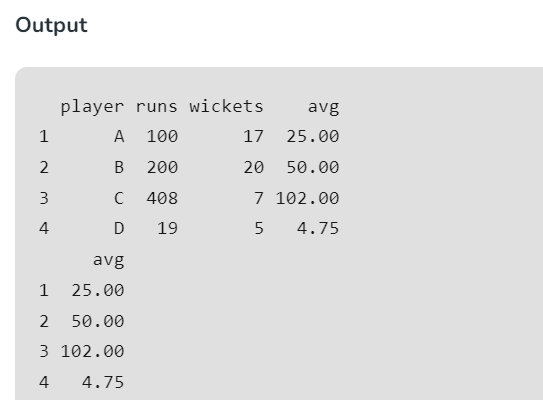 Output
player runs wickets avg
1 A 100 17 25.00
2 B 200 20 50.00
3 C 408 7 102.00
4 D 19 5 4.75
avg
1 25.00
2 50.00
3 102.00
4 4.75